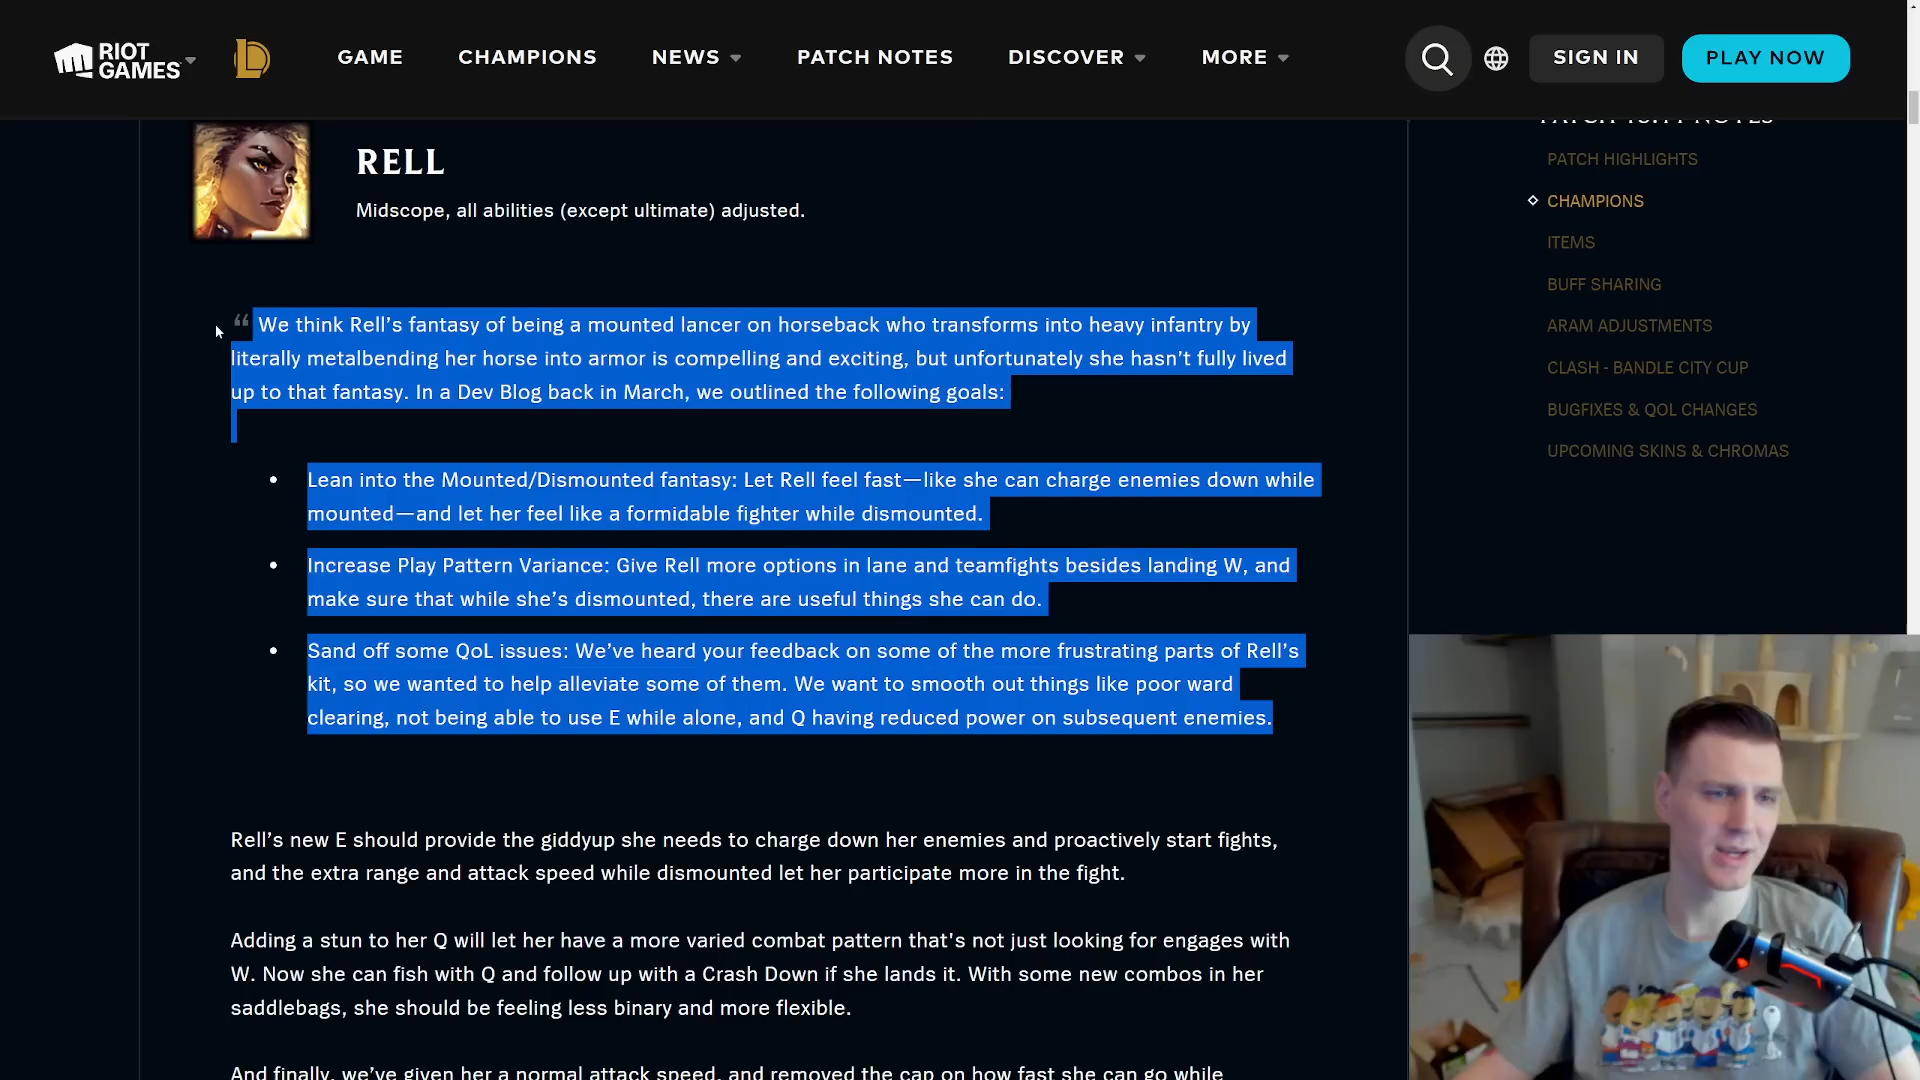 RIOT GAMES
GAME
CHAMPIONS
NEWS
PATCH NOTES
DISCOVER
MORE
SIGN IN
PLAY NOW
RELL
Midscope, all abilities (except ultimate) adjusted.
“ We think Rell’s fantasy of being a mounted lancer on horseback who transforms into heavy infantry by
literally metalbending her horse into armor is compelling and exciting, but unfortunately she hasn’t fully lived
up to that fantasy. In a Dev Blog back in March, we outlined the following goals:
• Lean into the Mounted/Dismounted fantasy: Let Rell feel fast—like she can charge enemies down while
mounted—and let her feel like a formidable fighter while dismounted.
• Increase Play Pattern Variance: Give Rell more options in lane and teamfights besides landing W, and
make sure that while she’s dismounted, there are useful things she can do.
• Sand off some QoL issues: We’ve heard your feedback on some of the more frustrating parts of Rell’s
kit, so we wanted to help alleviate some of them. We want to smooth out things like poor ward
clearing, not being able to use E while alone, and Q having reduced power on subsequent enemies.
Rell’s new E should provide the giddyup she needs to charge down her enemies and proactively start fights,
and the extra range and attack speed while dismounted let her participate more in the fight.
Adding a stun to her Q will let her have a more varied combat pattern that's not just looking for engages with
W. Now she can fish with Q and follow up with a Crash Down if she lands it. With some new combos in her
saddlebags, she should be feeling less binary and more flexible.
And finally, we’ve given her a normal attack speed, and removed the cap on how fast she can go while
NOTES
PATCH HIGHLIGHTS
CHAMPIONS
ITEMS
BUFF SHARING
ARAM ADJUSTMENTS
CLASH - BANDLE CITY CUP
BUGFIXES & QOL CHANGES
UPCOMING SKINS & CHROMAS